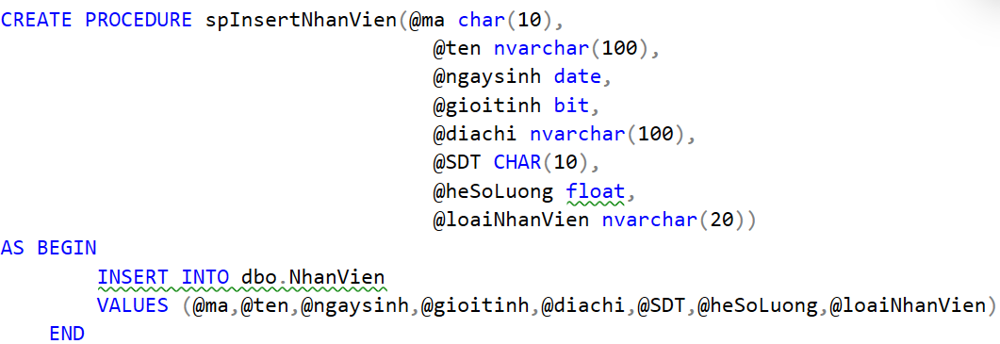 CREATE PROCEDURE spInsertNhanVien(@ma char(10),
@ten nvarchar(100),
@ngaysinh date,
@gioitinh bit,
@diachi nvarchar(100),
@SDT CHAR(10),
@heSoLuong float,
@loaiNhanVien nvarchar(20))
AS BEGIN
INSERT INTO dbo.NhanVien
VALUES (@ma,@ten,@ngaysinh,@gioitinh,@diachi,@SDT,@heSoLuong,@loaiNhanVien)
END